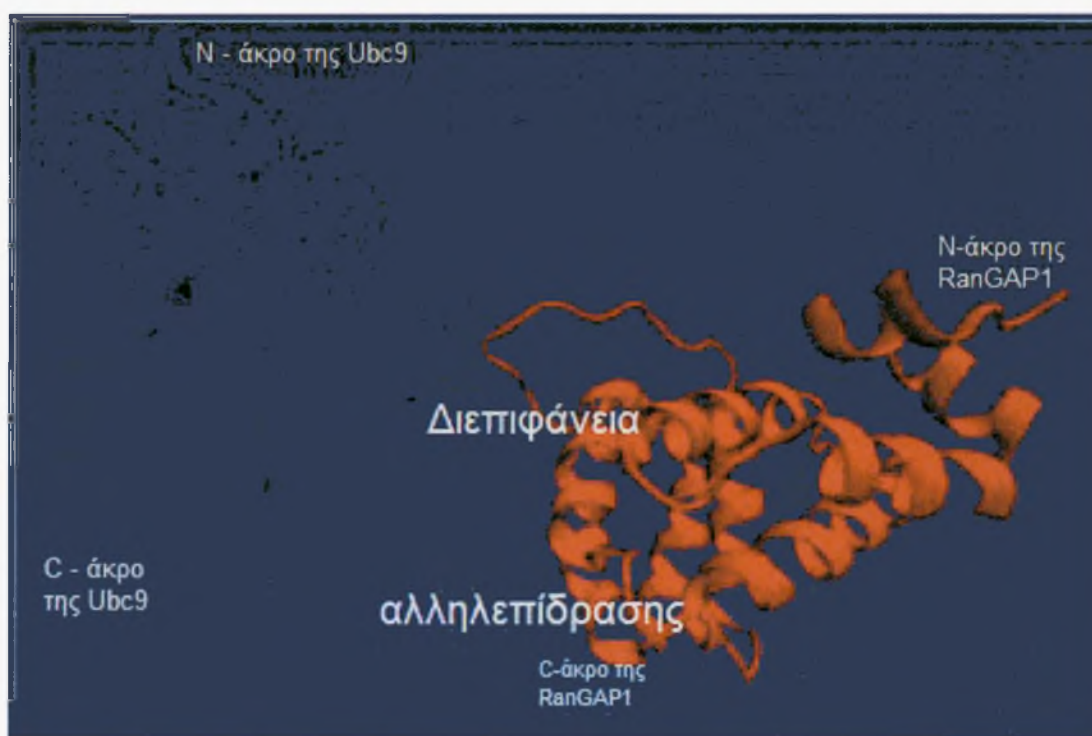 N - άκρο της Ubc9
N-άκρο της
RanGAP1
Διεπιφάνεια
C - άκρο
της Ubc9
αλληλεπίδρασης
C-άκρο της
RanGAP1